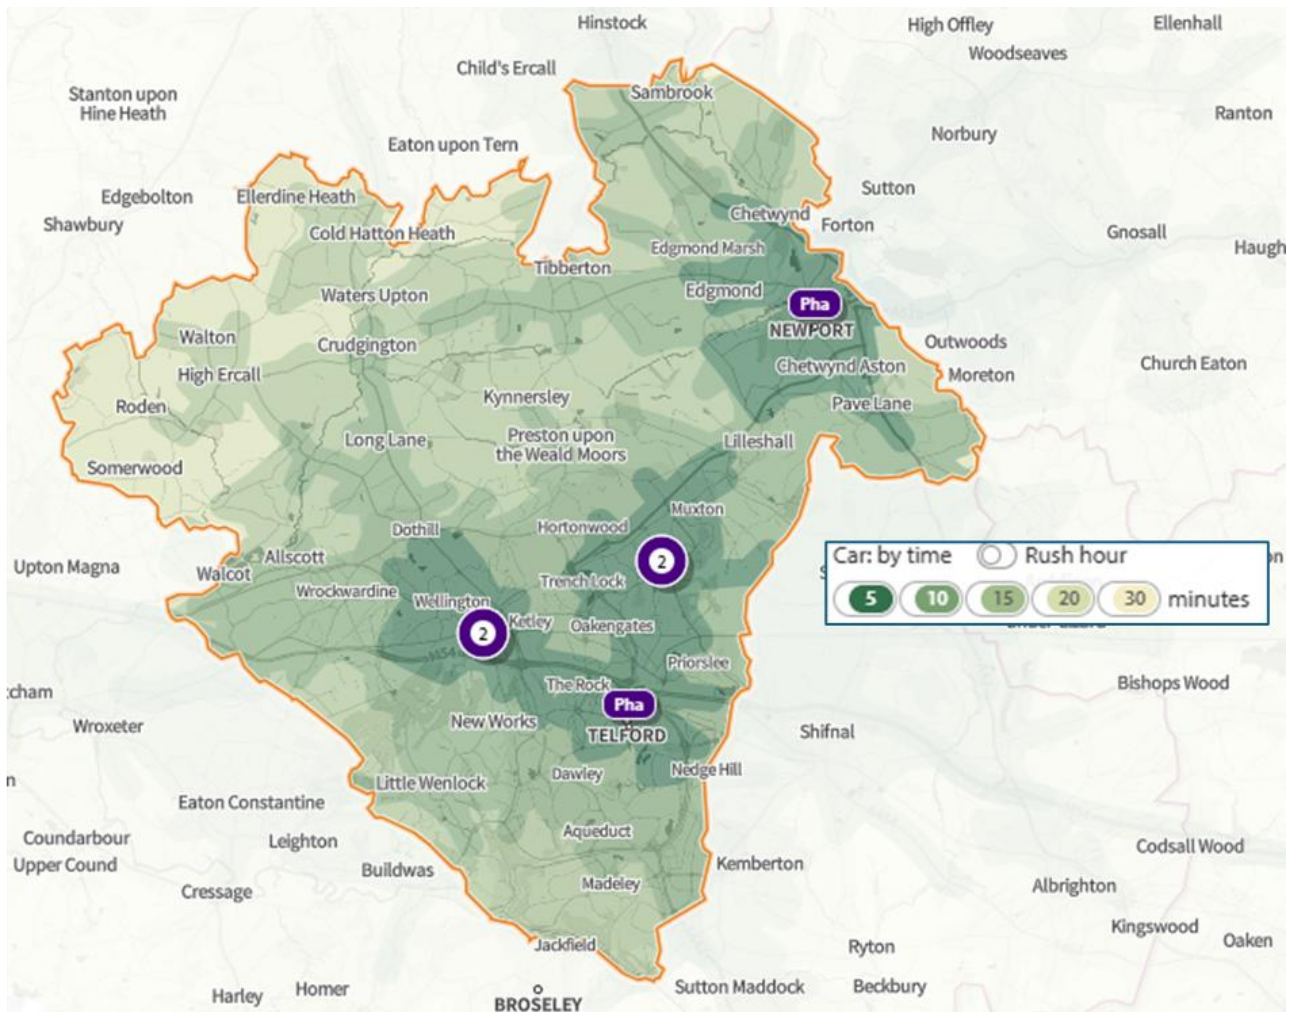 Hinstock
High Offley
Ellenhall
Woodseaves
Child's Ercall
Stanton upon
Hine Heath
Sambrook
Ranton
Norbury
Eaton upon Tern
Edgebolton
Ellerdine Heath
Sutton
Shawbury
Chetwynd
Forton
Cold Hatton Heath
Gnosall
Edgmond Marsh
Haugh
Tibberton
Waters Upton
Edgmond
Pha
NEWPORT
Walton
Crudgington
Outwoods
Chetwynd Aston
Church Eaton
High Ercall
Moreton
Kynnersley
Pave Lane
Roden
Long Lane
Preston upon
the Weald Moors
Lilleshall
Somerwood
Muxton
Dothill
Hortonwood
Car: by time
Rush hour
5 10 15 20 30 minutes
Allscott
2
Upton Magna
Walcot
Trench Lock
Wrockwardine
Wellington
Ketley
Oakengates
2
M54
Priorslee
The Rock
Bishops Wood
Pha
TELFORD
New Works
Wroxeter
Shifnal
Dawley
Nedge Hill
Little Wenlock
Eaton Constantine
Aqueduct
Coundarbour
Leighton
Codsall Wood
Upper Cound
Buildwas
Kemberton
Madeley
Albrighton
Cressage
Kingswood
Jackfield
Ryton
Oaken
Harley
Homer
Sutton Maddock
Beckbury
BROSELEY